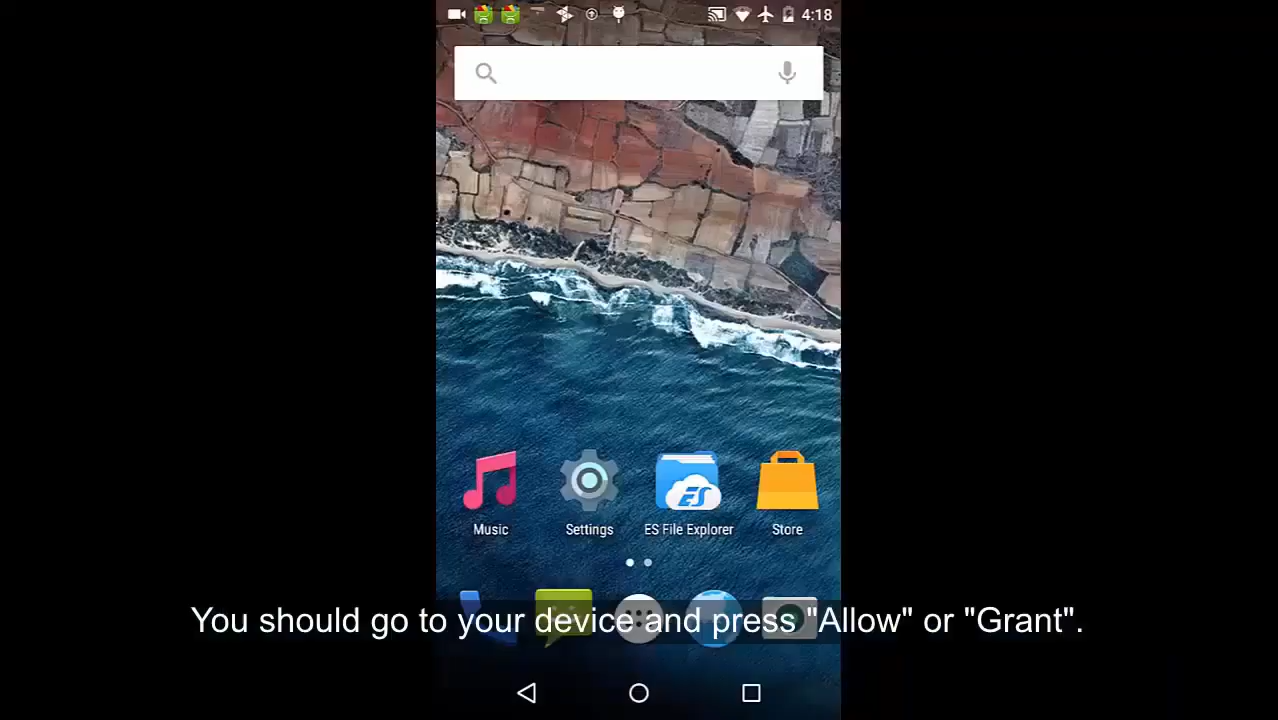 4:18
Music
Settings
ES File Explorer
Store
ES
You should go to your device and press "Allow" or "Grant".